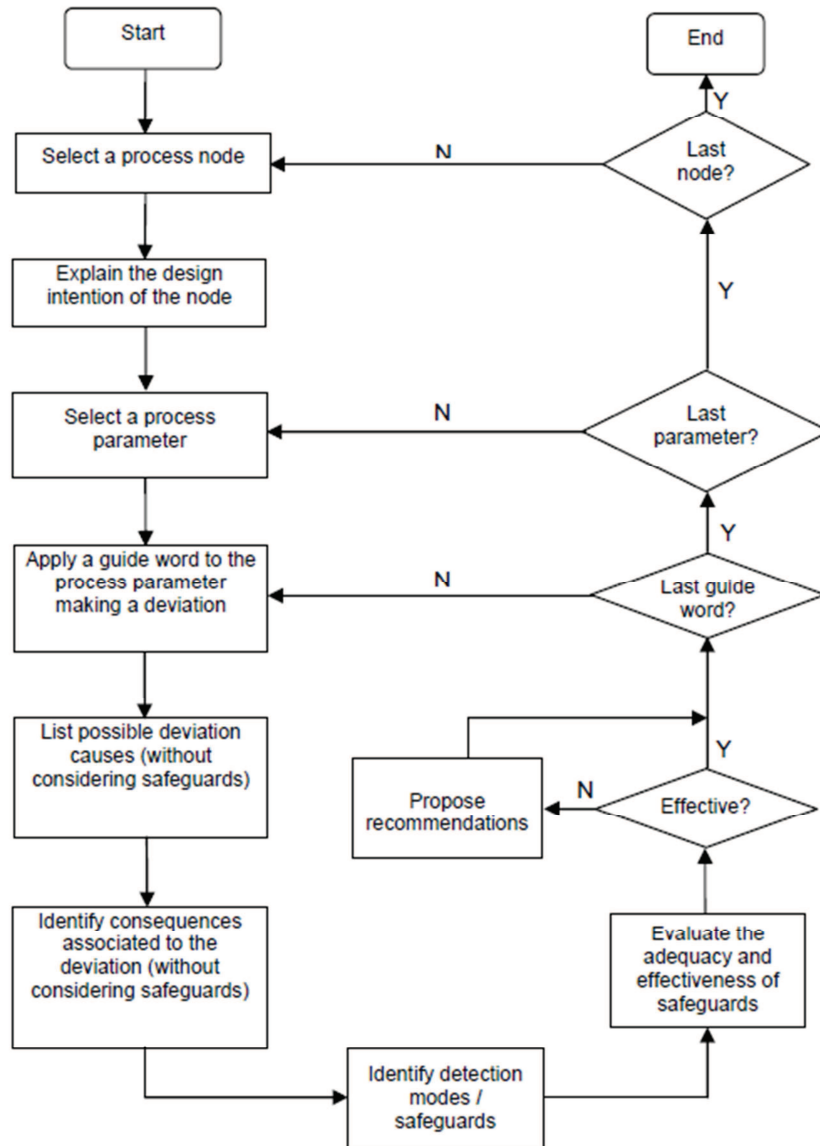 Start
End
Y
Select a process node
N
Last
node?
Explain the design
intention of the node
Y
Select a process
parameter
N
Last
parameter?
Y
Apply a guide word to the
process parameter
making a deviation
N
Last guide
word?
List possible deviation
causes (without
considering safeguards)
Y
Propose
recommendations
N
Effective?
Identify consequences
associated to the
deviation (without
considering safeguards)
Evaluate the
adequacy and
effectiveness of
safeguards
Identify detection
modes /
safeguards